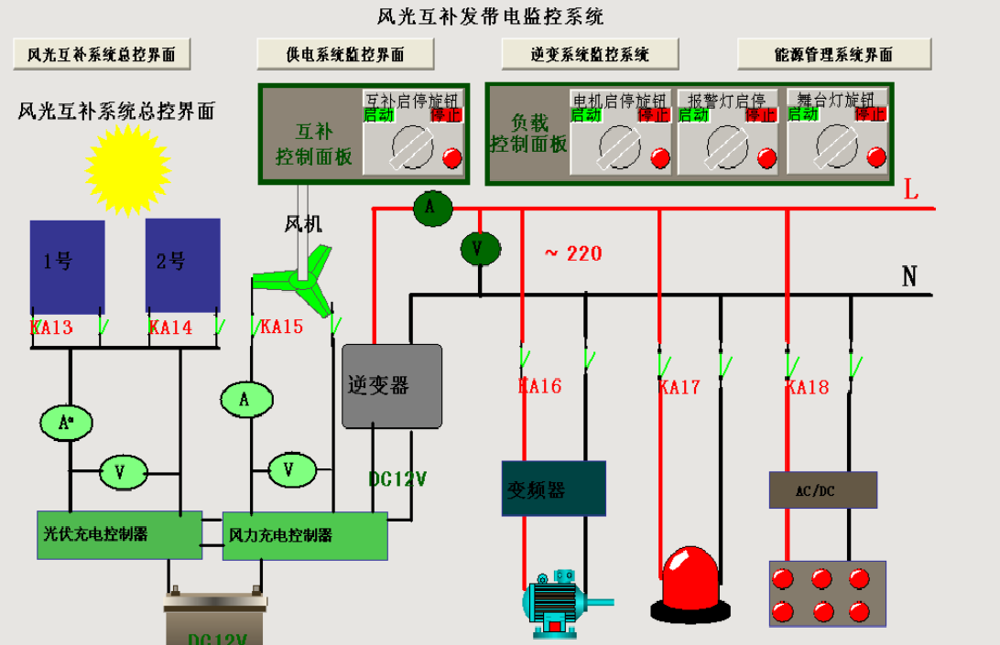 风光互补发带电监控系统
风光互补系统总控界面
供电系统监控界面
逆变系统监控系统
能源管理系统界面
风光互补系统总控界面
互补
控制面板
互补启停旋钮
启动 停止
负载
控制面板
电机启停旋钮
启动 停止
报警灯启停
启动 停止
舞台灯旋钮
启动 停止
L
A
风机
1号
2号
V
~ 220
N
KA13
KA14
KA15
逆变器
KA16
KA17
KA18
A
A*
V
V
DC12V
变频器
AC/DC
光伏充电控制器
风力充电控制器
DC12V